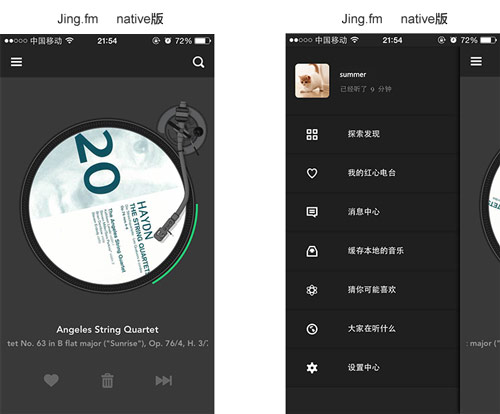 Jing.fm native版
中国移动 21:54 72%
20
HAYDN
THE STRING QUARTETS
The Angeles String Quartet
Angeles String Quartet
tet No. 63 in B flat major ("Sunrise"), Op. 76/4, H. 3/7
Jing.fm native版
中国移动 21:54 72%
summer
已经听了 9 分钟
探索发现
我的红心电台
消息中心
缓存本地的音乐
猜你可能喜欢
大家在听什么
设置中心
: major ("